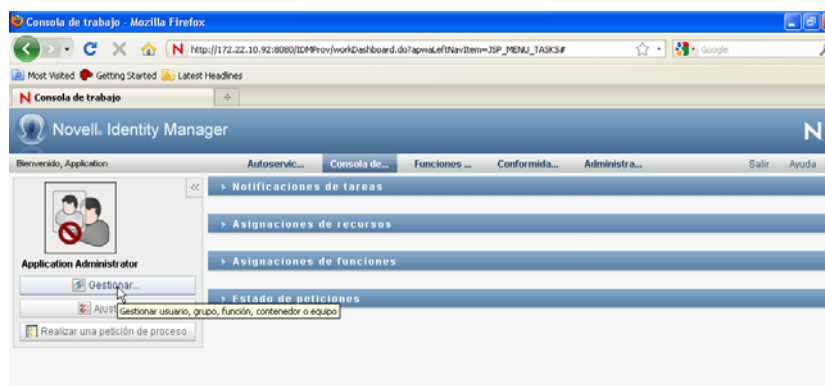 Consola de trabajo - Mozilla Firefox
http://172.22.10.92:8080/IDMProv/workDashboard.do?apwaLeftNavItem=JSP_MENU_TASKS#
Google
Most Visited Getting Started Latest Headlines
Consola de trabajo
Novell. Identity Manager
N
Bienvenido, Application
Autoservic... Consola de... Funciones ... Conformida... Administra... Salir Ayuda
Notificaciones de tareas
Asignaciones de recursos
Asignaciones de funciones
Application Administrator
Gestionar...
Estado de peticiones
Ajust
Gestionar usuario, grupo, función, contenedor o equipo
Realizar una petición de proceso